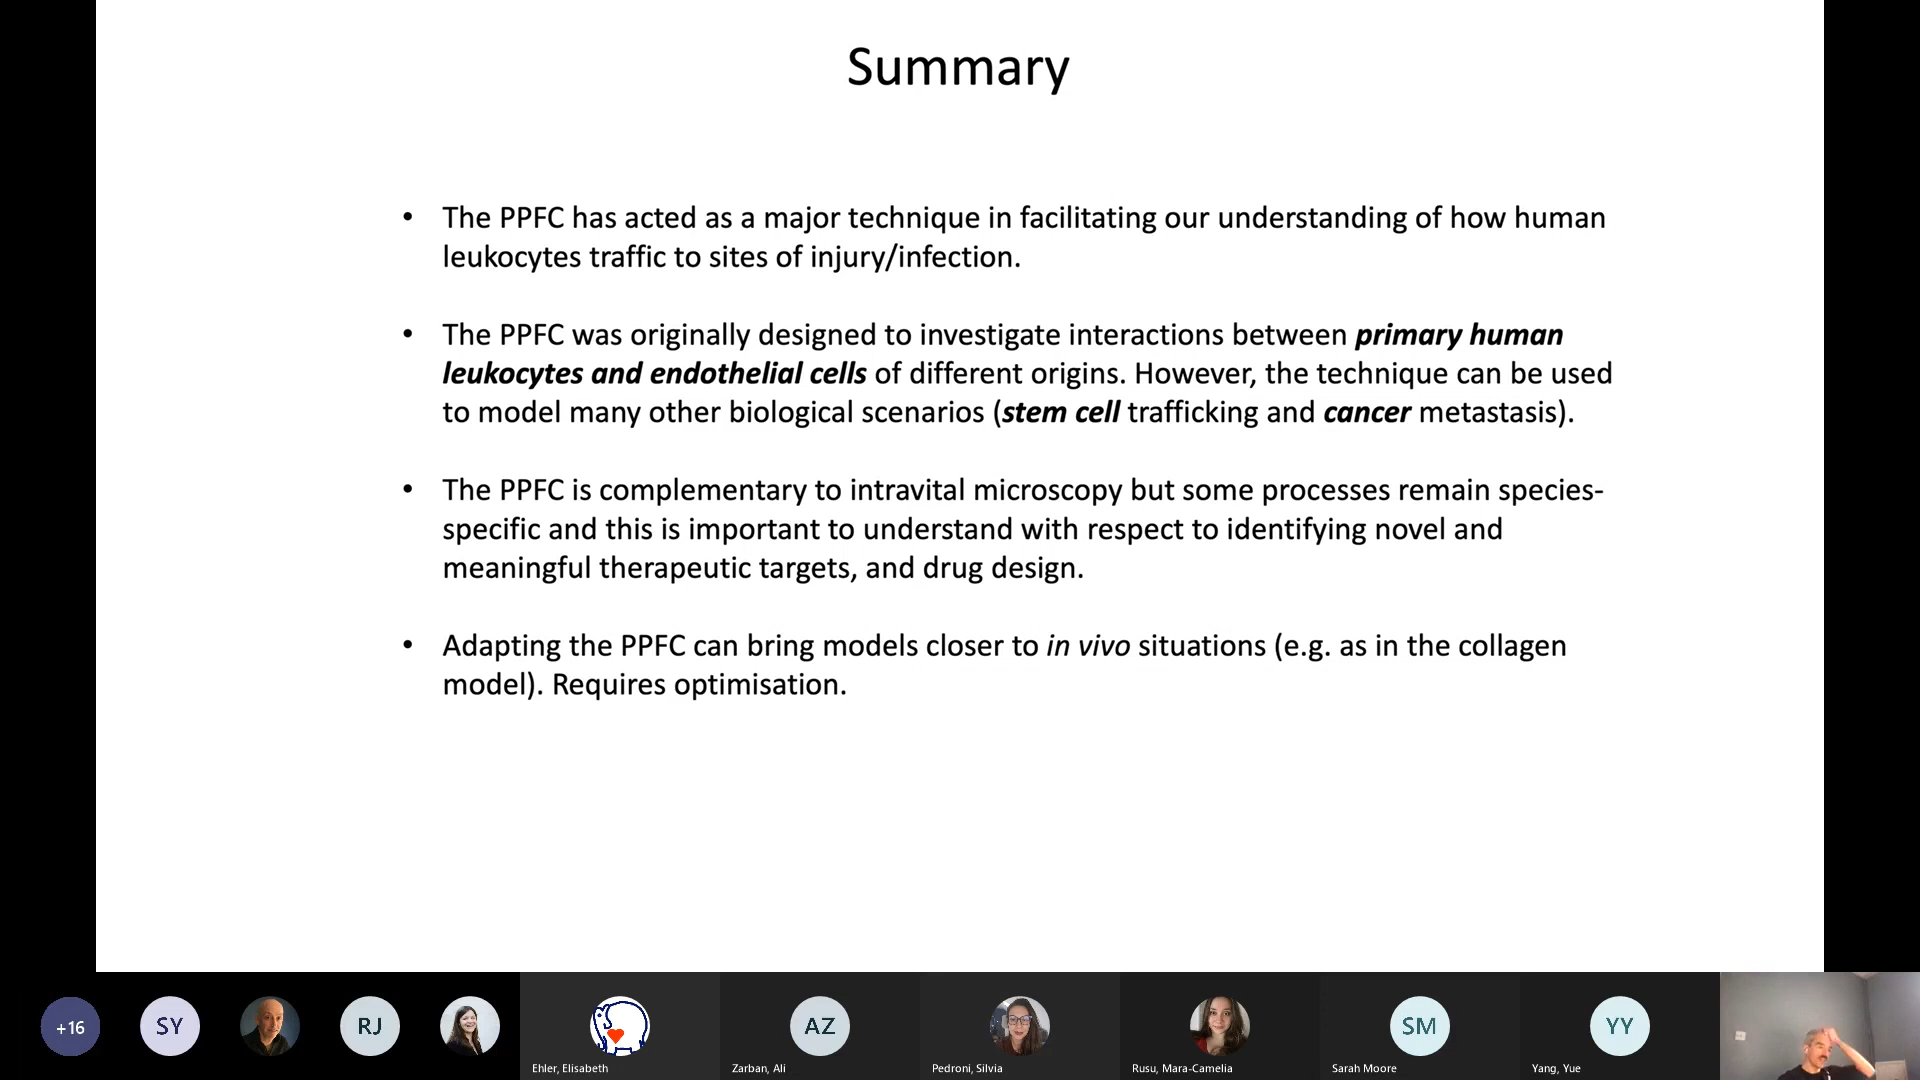 Summary
• The PPFC has acted as a major technique in facilitating our understanding of how human
leukocytes traffic to sites of injury/infection.
• The PPFC was originally designed to investigate interactions between primary human
leukocytes and endothelial cells of different origins. However, the technique can be used
to model many other biological scenarios (stem cell trafficking and cancer metastasis).
• The PPFC is complementary to intravital microscopy but some processes remain species-
specific and this is important to understand with respect to identifying novel and
meaningful therapeutic targets, and drug design.
• Adapting the PPFC can bring models closer to in vivo situations (e.g. as in the collagen
model). Requires optimisation.
+16
SY
RJ
AZ
SM
YY
Ehler, Elisabeth
Zarban, Ali
Pedroni, Silvia
Rusu, Mara-Camelia
Sarah Moore
Yang, Yue